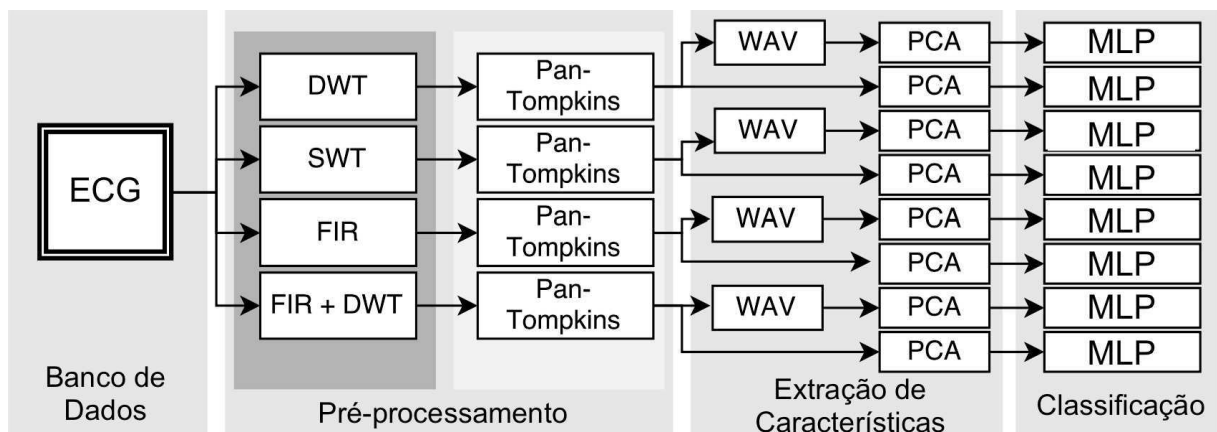 ECG
Banco de
Dados
DWT
SWT
FIR
FIR + DWT
Pan-
Tompkins
Pan-
Tompkins
Pan-
Tompkins
Pan-
Tompkins
Pré-processamento
WAV
WAV
WAV
WAV
PCA
PCA
PCA
PCA
PCA
PCA
PCA
PCA
Extração de
Características
MLP
MLP
MLP
MLP
MLP
MLP
MLP
MLP
Classificação